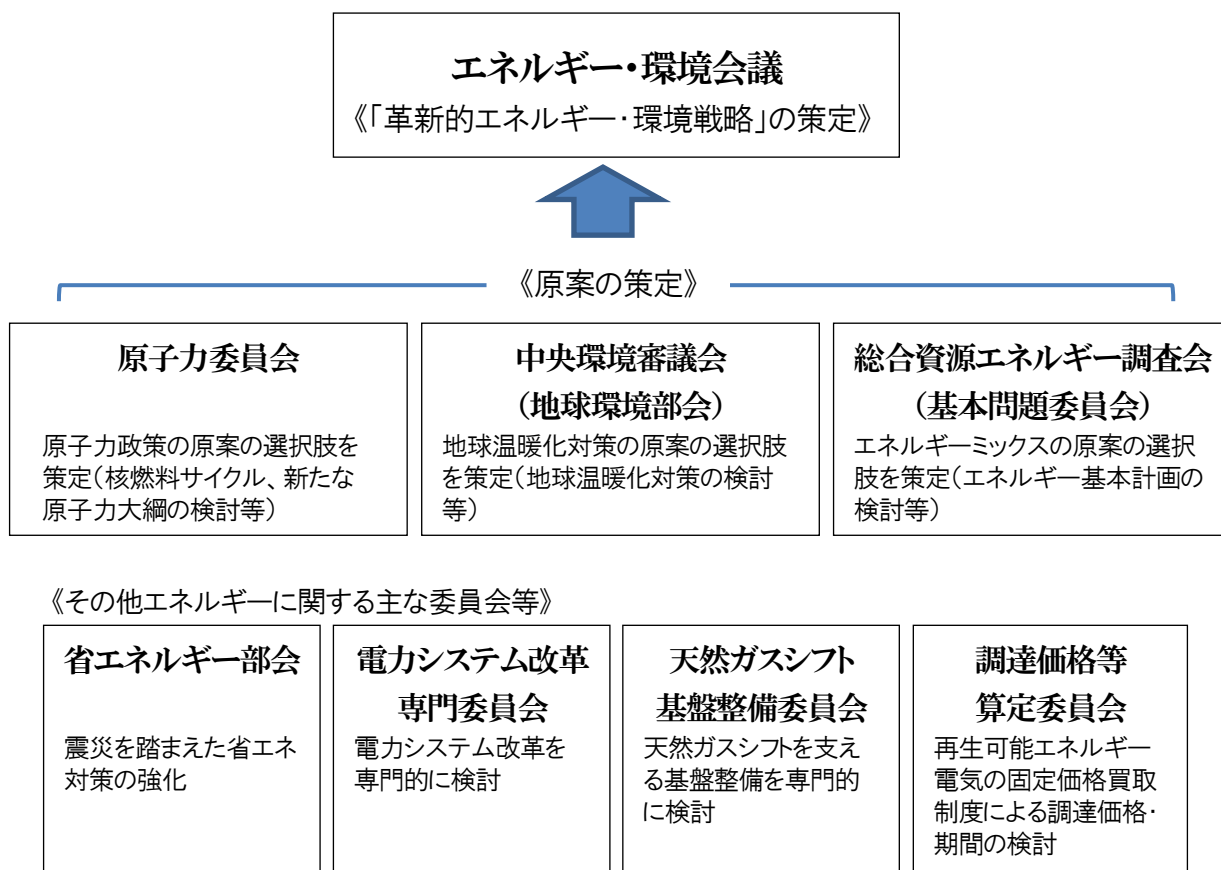 エネルギー・環境会議
《「革新的エネルギー・環境戦略」の策定》
《原案の策定》
原子力委員会
原子力政策の原案の選択肢を
策定(核燃料サイクル、新たな
原子力大綱の検討等)
中央環境審議会
(地球環境部会)
地球温暖化対策の原案の選択肢
を策定(地球温暖化対策の検討
等)
総合資源エネルギー調査会
(基本問題委員会)
エネルギーミックスの原案の選択
肢を策定(エネルギー基本計画の
検討等)
《その他エネルギーに関する主な委員会等》
省エネルギー部会
震災を踏まえた省エネ
対策の強化
電力システム改革
専門委員会
電力システム改革を
専門的に検討
天然ガスシフト
基盤整備委員会
天然ガスシフトを支え
る基盤整備を専門的
に検討
調達価格等
算定委員会
再生可能エネルギー
電気の固定価格買取
制度による調達価格・
期間の検討